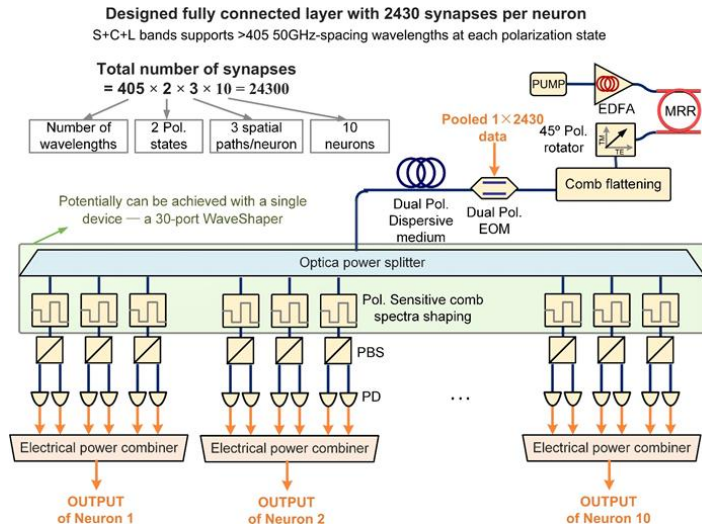 Designed fully connected layer with 2430 synapses per neuron
S+C+L bands supports >405 50GHz-spacing wavelengths at each polarization state
Total number of synapses
= 405 × 2 × 3 × 10 = 24300
Number of
wavelengths
2 Pol.
states
3 spatial
paths/neuron
10
neurons
PUMP
EDFA
MRR
45º Pol.
rotator
TM
TE
Pooled 1×2430
data
Comb flattening
Dual Pol.
Dispersive
medium
Dual Pol.
EOM
Potentially can be achieved with a single
device — a 30-port WaveShaper
Optica power splitter
Pol. Sensitive comb
spectra shaping
PBS
PD
...
Electrical power combiner
Electrical power combiner
Electrical power combiner
OUTPUT
of Neuron 1
OUTPUT
of Neuron 2
OUTPUT
of Neuron 10